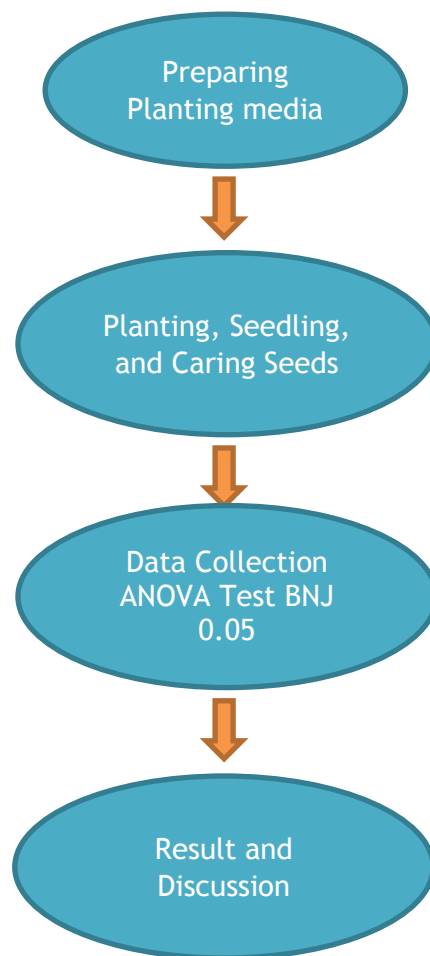 Preparing
Planting media
Planting, Seedling,
and Caring Seeds
Data Collection
ANOVA Test BNJ
0.05
Result and
Discussion